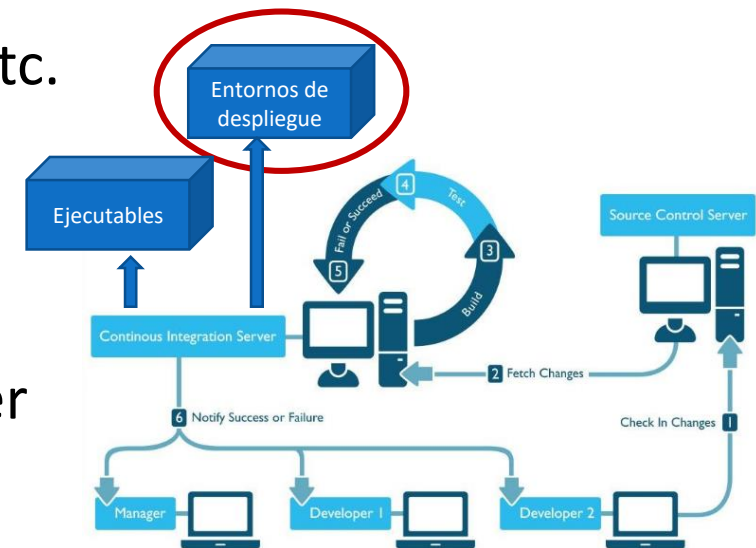 tc.
Entornos de
despliegue
Ejecutables
4
Test
Fail or Succeed
3
5
Build
Source Control Server
Continous Integration Server
2 Fetch Changes
er
6 Notify Success or Failure
Check In Changes 1
Manager
Developer 1
Developer 2